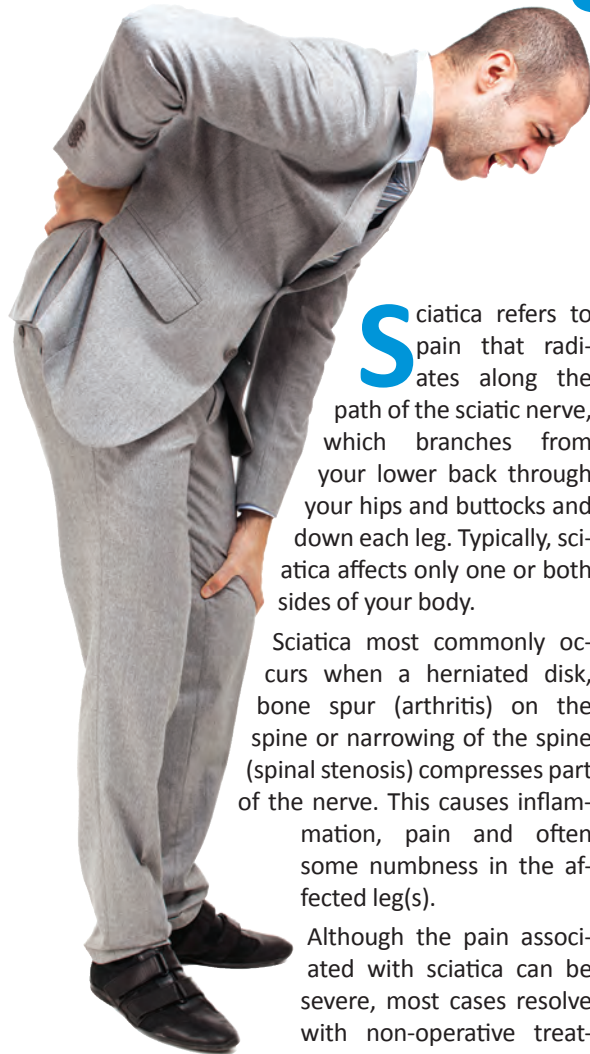 Sciatica refers to
pain that radi-
ates along the
path of the sciatic nerve,
which branches from
your lower back through
your hips and buttocks and
down each leg. Typically, sci-
atica affects only one or both
sides of your body.
Sciatica most commonly oc-
curs when a herniated disk,
bone spur (arthritis) on the
spine or narrowing of the spine
(spinal stenosis) compresses part
of the nerve. This causes inflam-
mation, pain and often
some numbness in the af-
fected leg(s).
Although the pain associ-
ated with sciatica can be
severe, most cases resolve
with non-operative treat-